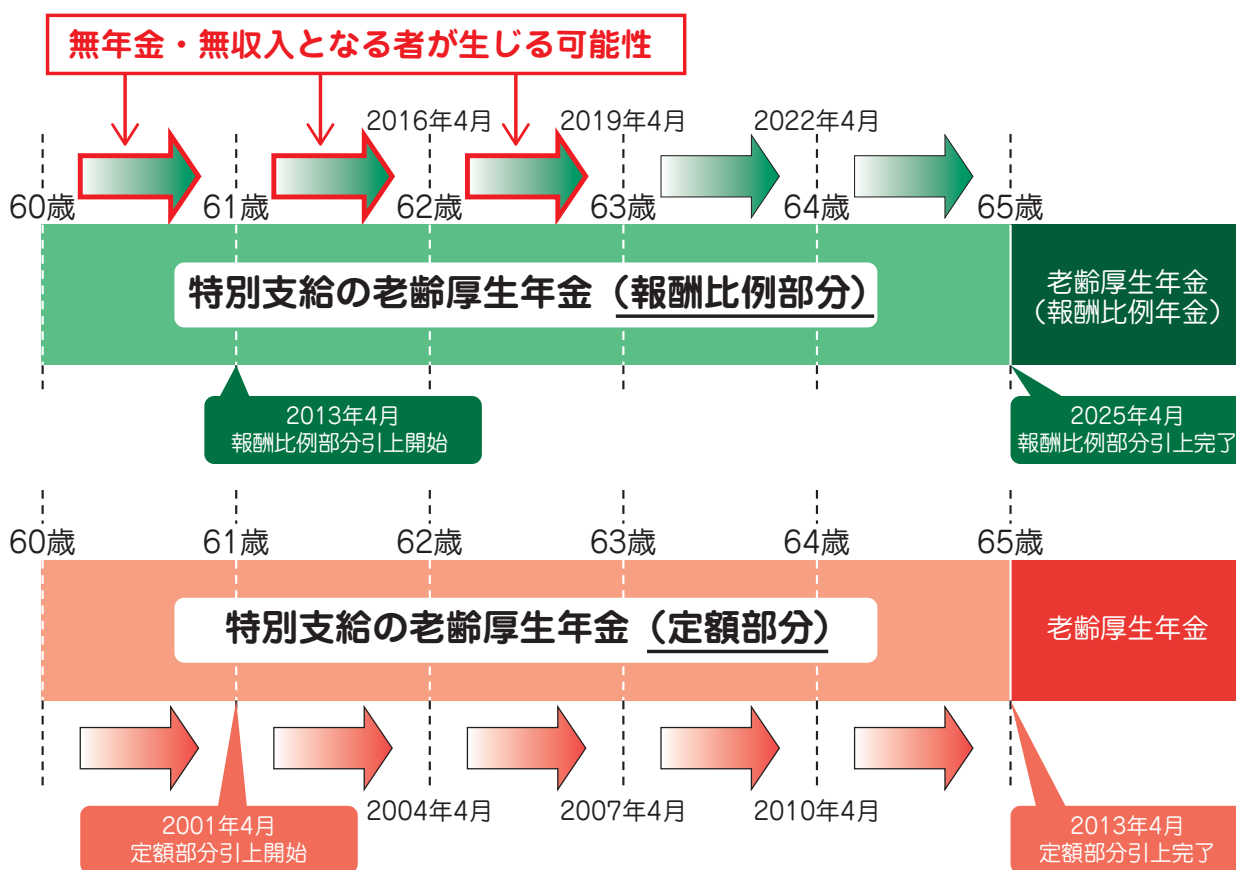 無年金・無収入となる者が生じる可能性
2016年4月
2019年4月
2022年4月
60歳
61歳
62歳
63歳
64歳
65歳
特別支給の老齢厚生年金（報酬比例部分）
老齢厚生年金
（報酬比例年金）
2013年4月
報酬比例部分引上開始
2025年4月
報酬比例部分引上完了
60歳
61歳
62歳
63歳
64歳
65歳
特別支給の老齢厚生年金（定額部分）
老齢厚生年金
2004年4月
2007年4月
2010年4月
2001年4月
定額部分引上開始
2013年4月
定額部分引上完了